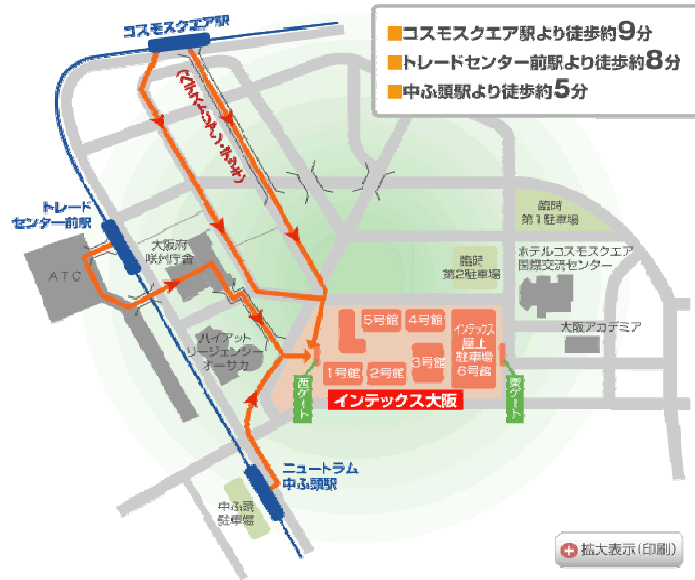 コスモスクエア駅
■コスモスクエア駅より徒歩約9分
■トレードセンター前駅より徒歩約8分
■中ふ頭駅より徒歩約5分
(ペデストリアン・デッキ)
トレード
センター前駅
ATC
大阪府
咲州庁舎
臨時
第1駐車場
臨時
第2駐車場
ホテルコスモスクエア
国際交流センター
大阪アカデミア
ハイアット
リージェンシー
オーサカ
5号館
4号館
インテックス
屋上
駐車場
6号館
1号館
2号館
3号館
西ゲート
東ゲート
インテックス大阪
ニュートラム
中ふ頭駅
中ふ頭
駐車場
拡大表示(印刷)